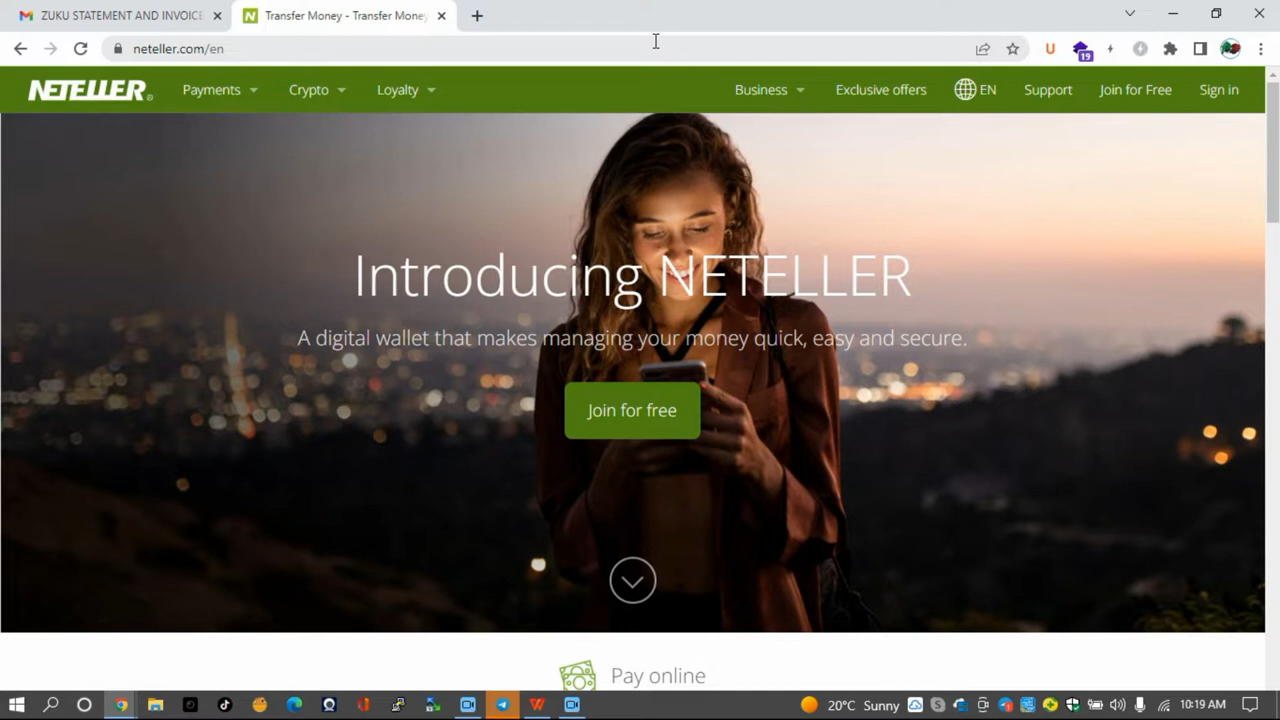 ZUKU STATEMENT AND INVOICE
Transfer Money - Transfer Money
neteller.com/en
19
NETELLER
Payments
Crypto
Loyalty
Business
Exclusive offers
EN
Support
Join for Free
Sign in
Introducing NETELLER
A digital wallet that makes managing your money quick, easy and secure.
Join for free
Pay online
20°C Sunny
10:19 AM